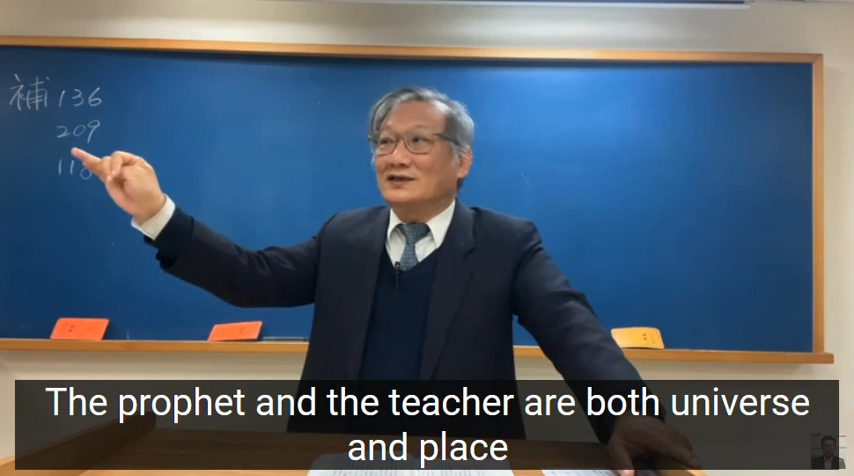 補136
209
The prophet and the teacher are both universe
and place